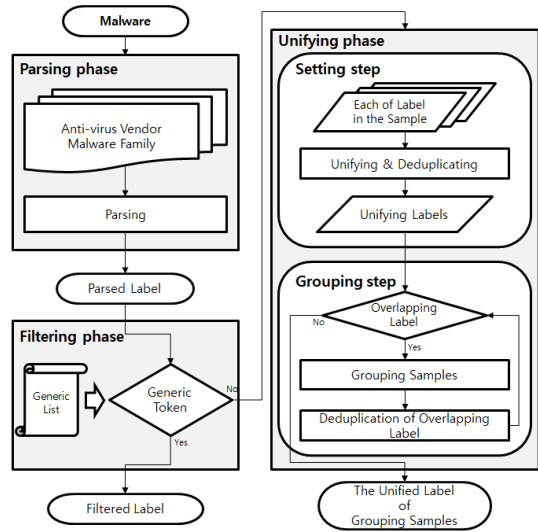 Malware
Parsing phase
Anti-virus Vendor
Malware Family
Parsing
Parsed Label
Filtering phase
Generic
List
Generic
Token
No
Yes
Filtered Label
Unifying phase
Setting step
Each of Label
in the Sample
Unifying & Deduplicating
Unifying Labels
Grouping step
Overlapping
Label
No
Yes
Grouping Samples
Deduplication of Overlapping
Label
The Unified Label
of
Grouping Samples